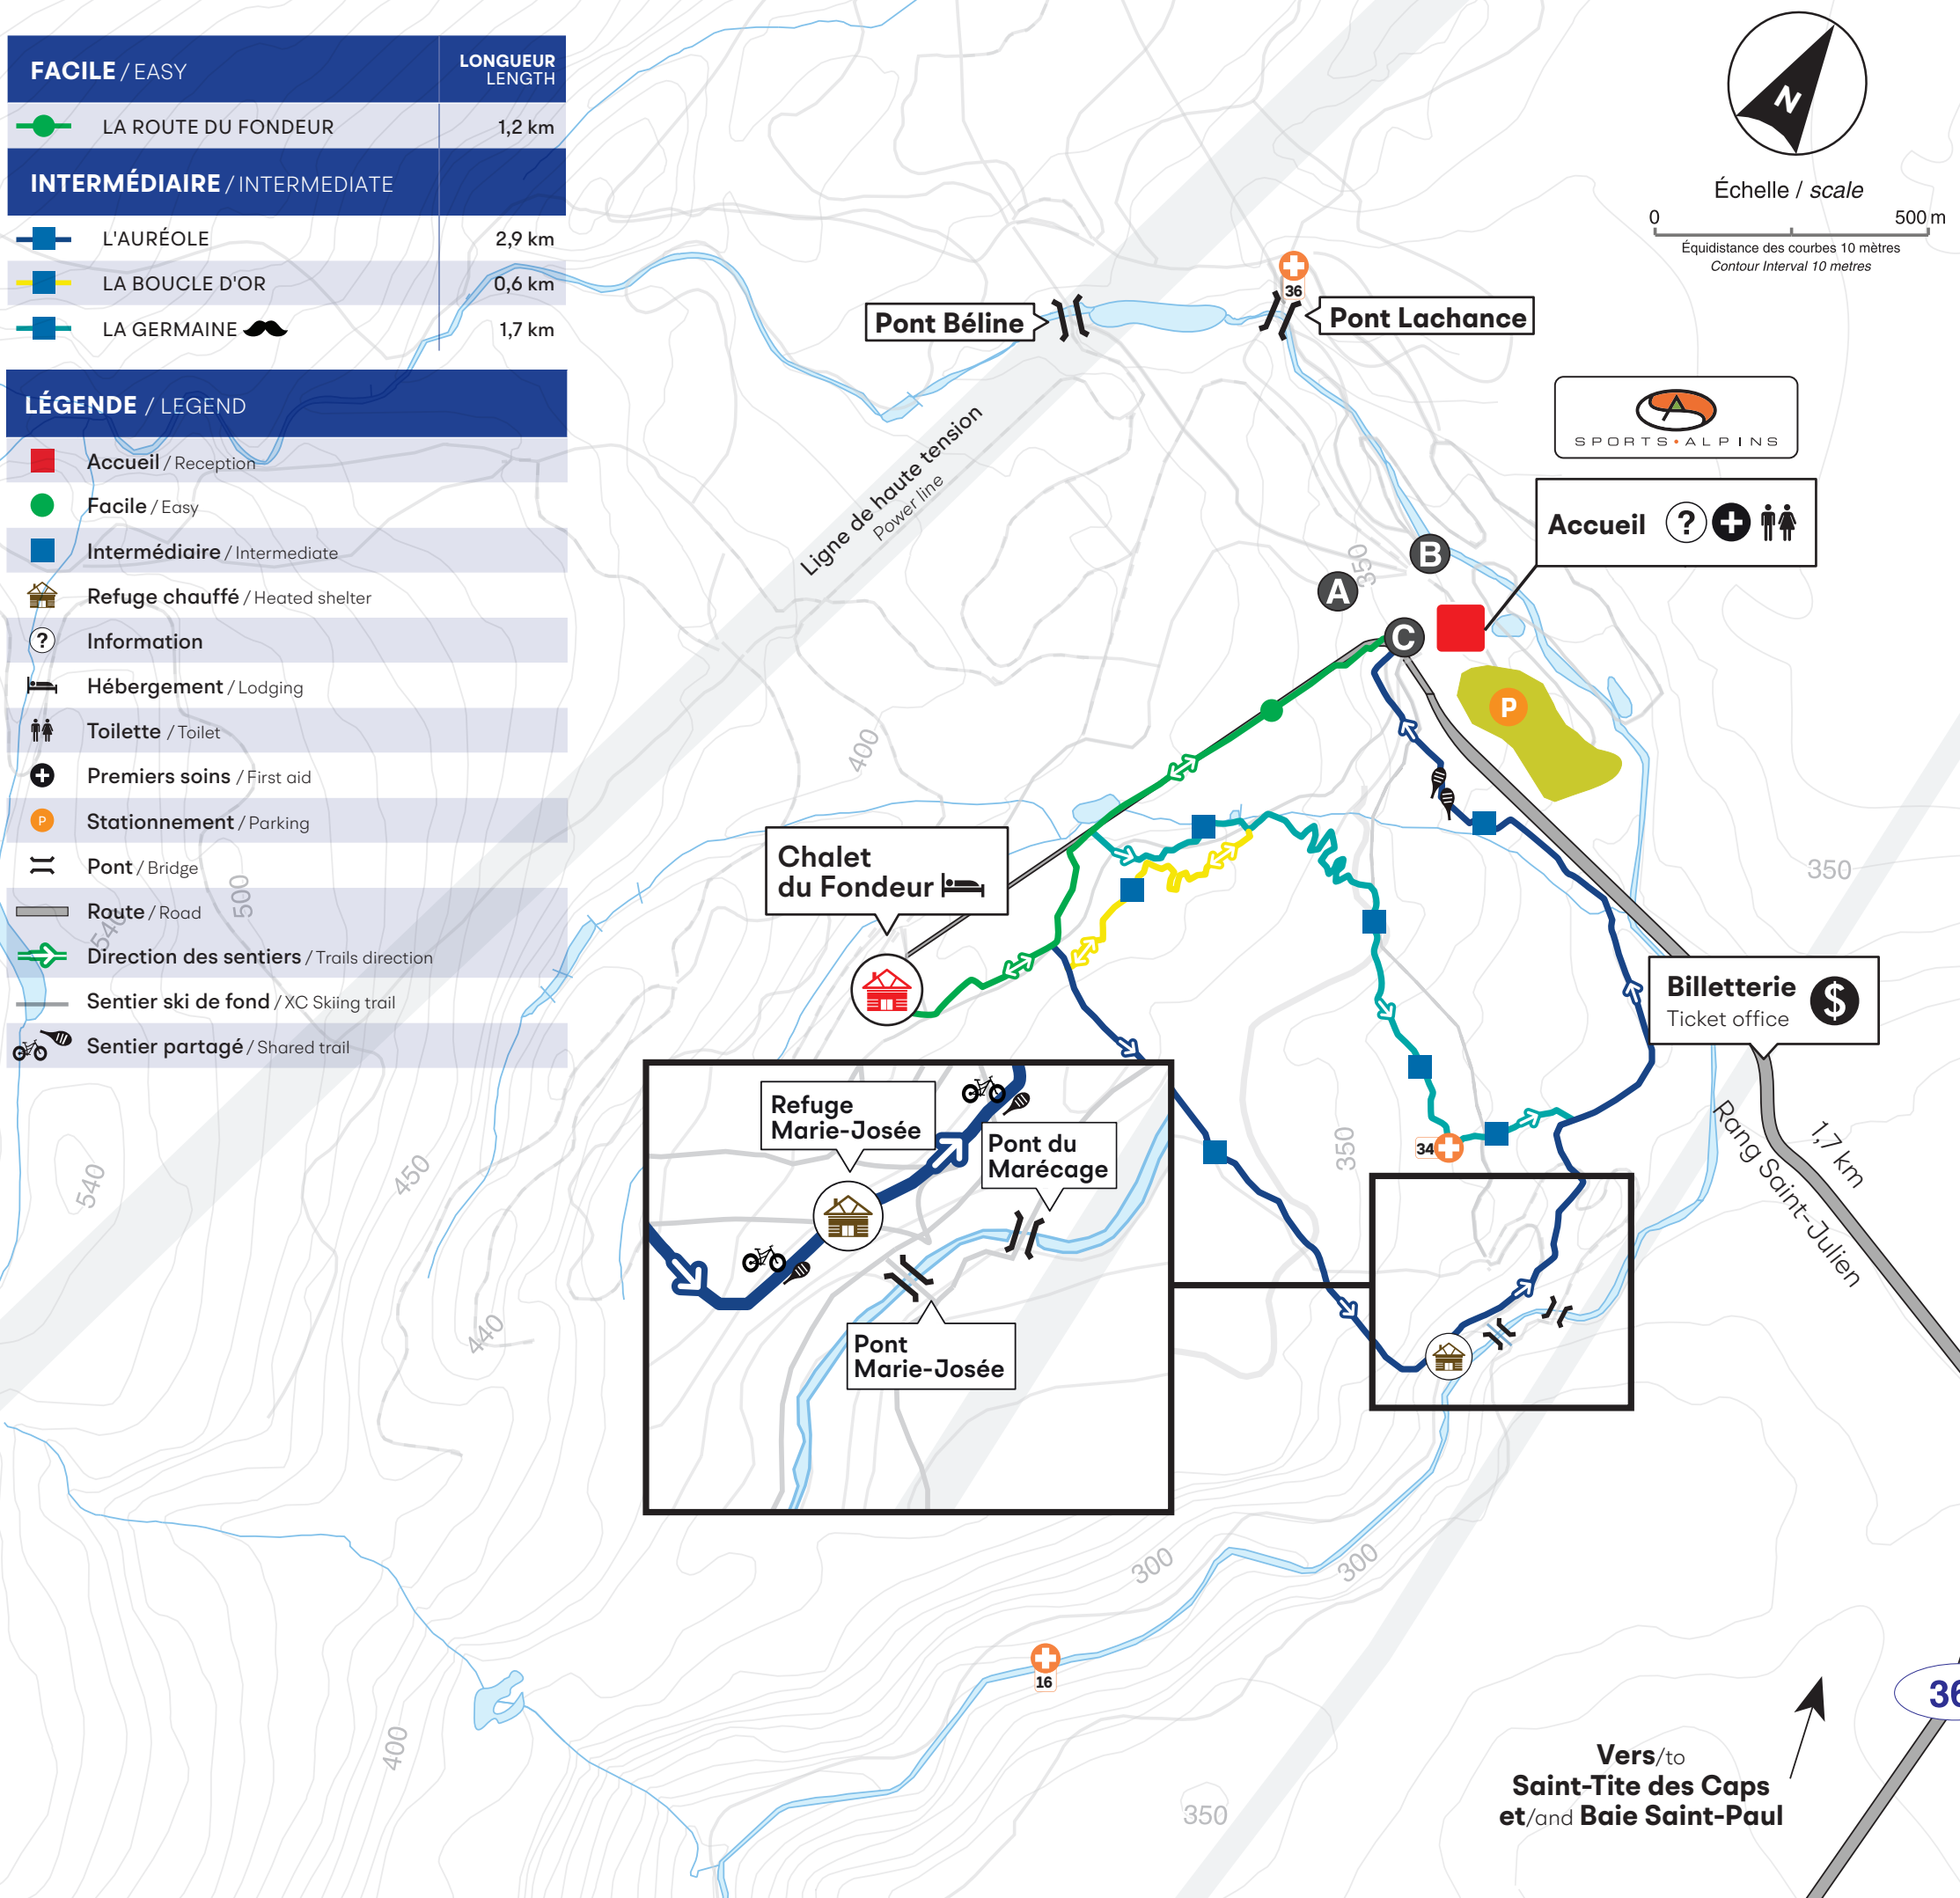 FACILE / EASY
LONGUEUR
LENGTH
LA ROUTE DU FONDEUR 1,2 km
INTERMÉDIAIRE / INTERMEDIATE
L'AURÉOLE 2,9 km
LA BOUCLE D'OR 0,6 km
LA GERMAINE 1,7 km
LÉGENDE / LEGEND
Accueil / Reception
Facile / Easy
Intermédiaire / Intermediate
Refuge chauffé / Heated shelter
? Information
Hébergement / Lodging
Toilette / Toilet
Premiers soins / First aid
P Stationnement / Parking
Pont / Bridge
Route / Road
Direction des sentiers / Trails direction
Sentier ski de fond / XC Skiing trail
Sentier partagé / Shared trail
N
Échelle / scale
0 500 m
Équidistance des courbes 10 mètres
Contour Interval 10 metres
36
Pont Béline
Pont Lachance
SPORTS•ALPINS
Ligne de haute tension
Power line
Accueil ?
350
B
A
C
P
400
Chalet
du Fondeur
350
500
540
Billetterie $
Ticket office
Refuge
Marie-Josée
Pont du
Marécage
34
350
1,7 km
Rang Saint-Julien
450
540
440
Pont
Marie-Josée
300
300
16
36
400
350
Vers/to
Saint-Tite des Caps
et/and Baie Saint-Paul